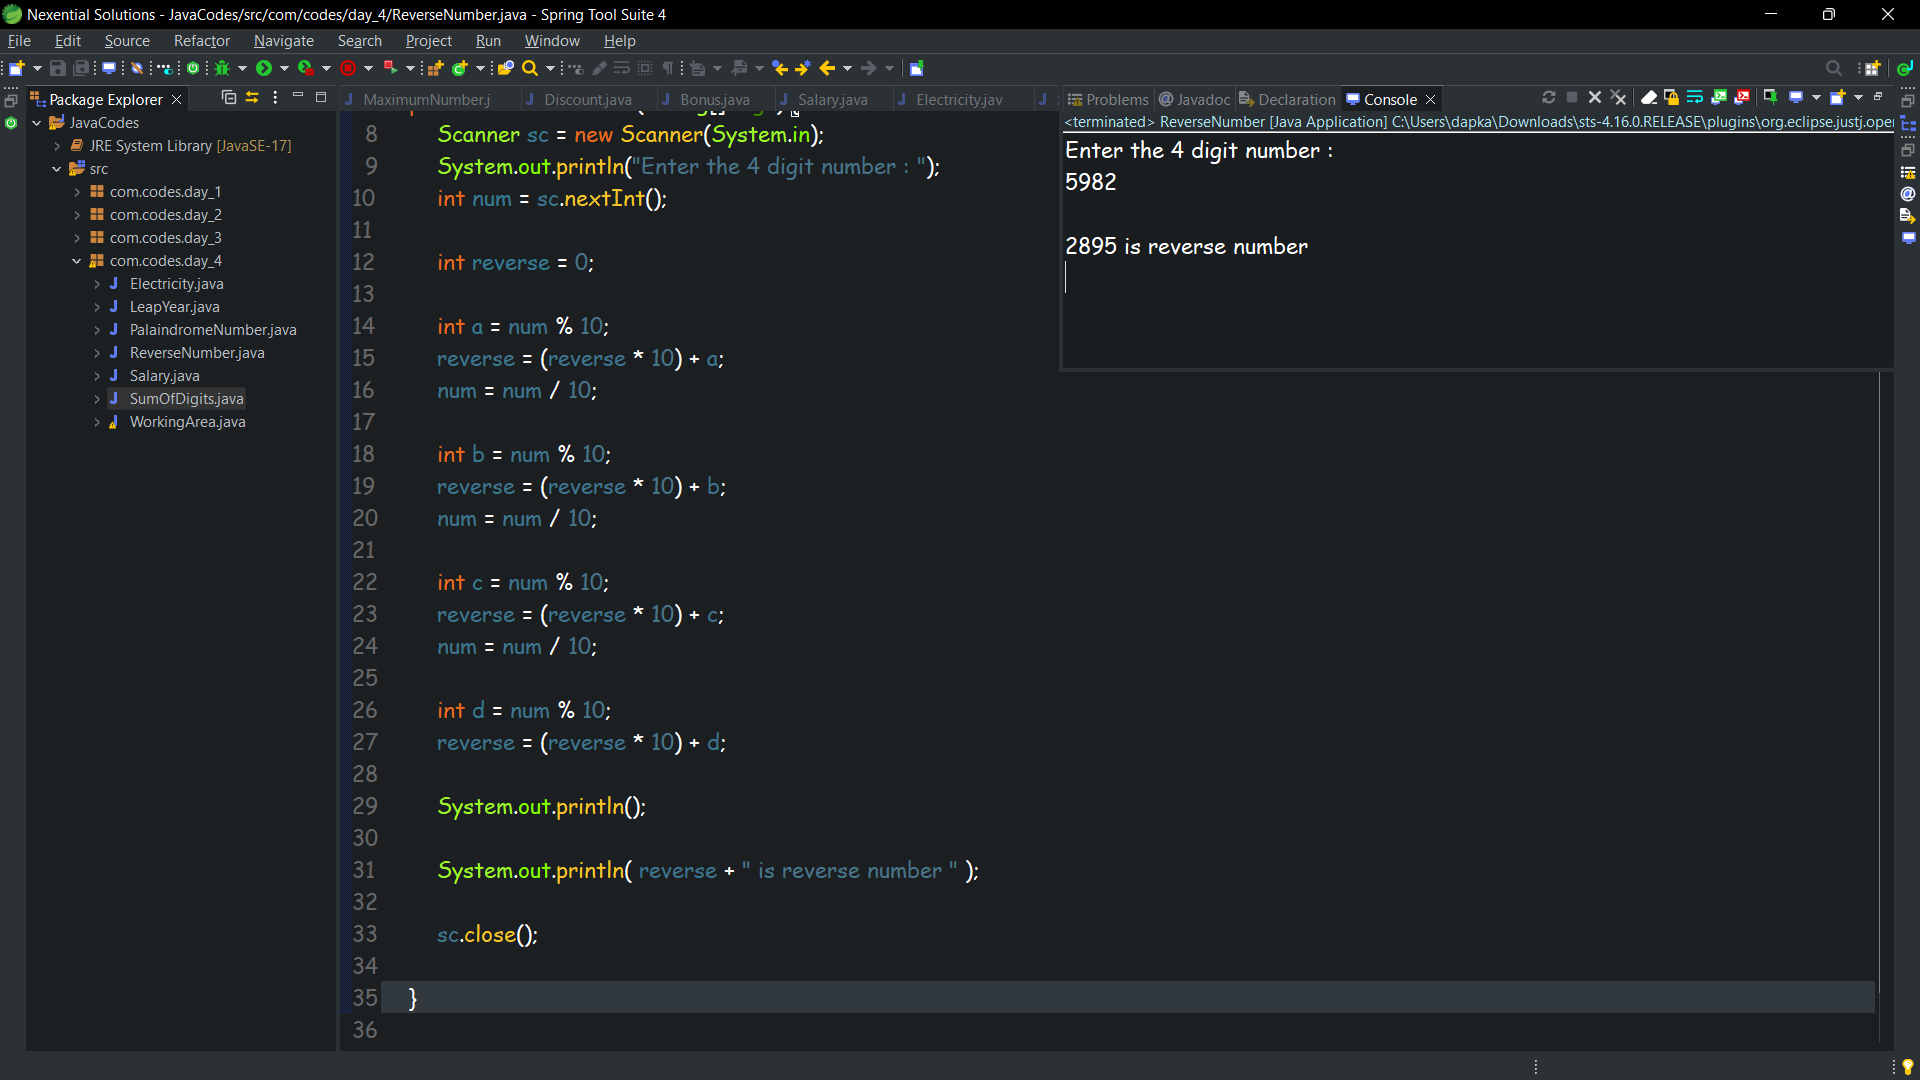 Nexential Solutions - JavaCodes/src/com/codes/day_4/ReverseNumber.java - Spring Tool Suite 4
File Edit Source Refactor Navigate Search Project Run Window Help
Package Explorer
JavaCodes
JRE System Library [JavaSE-17]
src
com.codes.day_1
com.codes.day_2
com.codes.day_3
com.codes.day_4
Electricity.java
LeapYear.java
PalaindromeNumber.java
ReverseNumber.java
Salary.java
SumOfDigits.java
WorkingArea.java
MaximumNumber.j Discount.java Bonus.java Salary.java Electricity.jav
8 Scanner sc = new Scanner(System.in);
9 System.out.println("Enter the 4 digit number : ");
10 int num = sc.nextInt();
11
12 int reverse = 0;
13
14 int a = num % 10;
15 reverse = (reverse * 10) + a;
16 num = num / 10;
17
18 int b = num % 10;
19 reverse = (reverse * 10) + b;
20 num = num / 10;
21
22 int c = num % 10;
23 reverse = (reverse * 10) + c;
24 num = num / 10;
25
26 int d = num % 10;
27 reverse = (reverse * 10) + d;
28
29 System.out.println();
30
31 System.out.println( reverse + " is reverse number " );
32
33 sc.close();
34
35 }
36
Problems Javadoc Declaration Console
<terminated> ReverseNumber [Java Application] C:\Users\dapka\Downloads\sts-4.16.0.RELEASE\plugins\org.eclipse.justj.ope
Enter the 4 digit number :
5982
2895 is reverse number